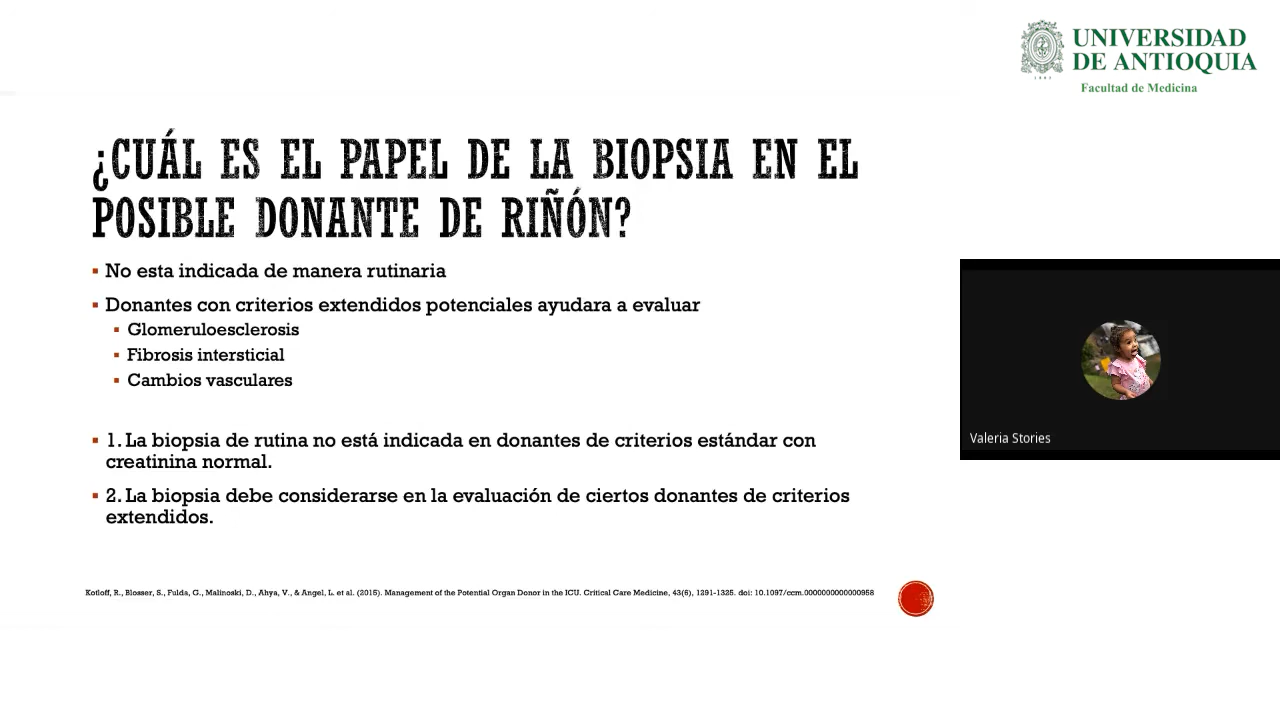 UNIVERSIDAD
DE ANTIOQUIA
1803
Facultad de Medicina
¿CUÁL ES EL PAPEL DE LA BIOPSIA EN EL
POSIBLE DONANTE DE RIÑÓN?
No esta indicada de manera rutinaria
Donantes con criterios extendidos potenciales ayudara a evaluar
Glomeruloesclerosis
Fibrosis intersticial
Cambios vasculares
1. La biopsia de rutina no está indicada en donantes de criterios estándar con
creatinina normal.
2. La biopsia debe considerarse en la evaluación de ciertos donantes de criterios
extendidos.
Kotloff, R., Blosser, S., Fulda, G., Malinoski, D., Ahya, V., & Angel, L. et al. (2015). Management of the Potential Organ Donor in the ICU. Critical Care Medicine, 43(6), 1291-1325. doi: 10.1097/ccm.0000000000000958
Valeria Stories